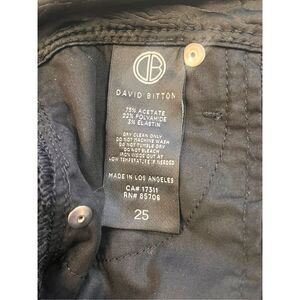 DB
DAVID BITTON
75% ACETATE
22% POLYAMIDE
3% ELASTIN
DRY CLEAN ONLY
DO NOT MACHINE WASH
DO NOT TUMBLE DRY
DO NOT BLEACH
IRON INSIDE OUT AT
LOW TEMPERATURE IF NEEDED
MADE IN LOS ANGELES
CA# 17311
RN# 65706
25